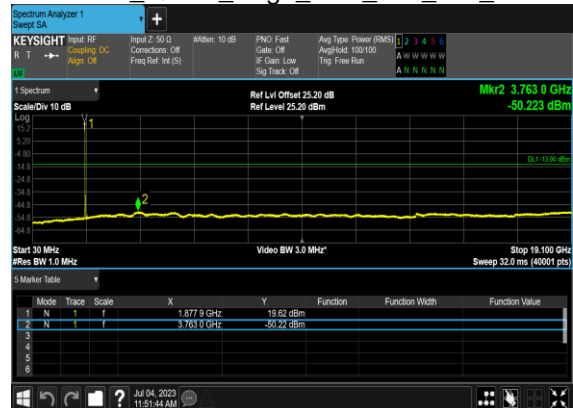 Spectrum Analyzer 1
Swept SA
+
KEYSIGHT Input: RF Input Z: 50 Ω #Atten: 10 dB PNO: Fast Avg Type: Power (RMS) 1 2 3 4 5 6
R T Coupling: DC Corrections: Off Gate: Off Avg|Hold: 100/100 A W W W W W
Align: Off Freq Ref: Int (S) IF Gain: Low Trig: Free Run
Sig Track: Off A N N N N N
1 Spectrum Ref Lvl Offset 25.20 dB Mkr2 3.763 0 GHz
Scale/Div 10 dB Ref Level 25.20 dBm -50.223 dBm
Log
15.2 1
5.20
-4.80
DL1 -13.00 dBm
-14.8
-24.8
-34.8
-44.8 2
-54.8
-64.8
Start 30 MHz Video BW 3.0 MHz* Stop 19.100 GHz
#Res BW 1.0 MHz Sweep 32.0 ms (40001 pts)
5 Marker Table
Mode Trace Scale X Y Function Function Width Function Value
1 N 1 f 1.877 9 GHz 19.62 dBm
2 N 1 f 3.763 0 GHz -50.22 dBm
3
4
5
6
? Jul 04, 2023
11:51:44 AM